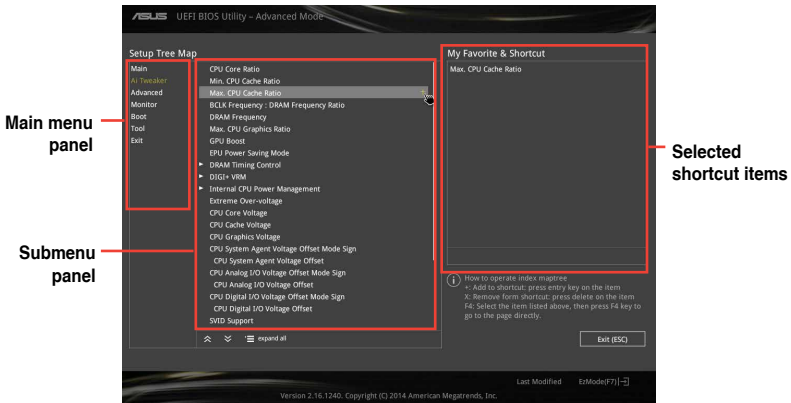 ASUS UEFI BIOS Utility – Advanced Mode
Setup Tree Map
My Favorite & Shortcut
Main
Ai Tweaker
Advanced
Monitor
Boot
Tool
Exit
CPU Core Ratio
Min. CPU Cache Ratio
Max. CPU Cache Ratio
BCLK Frequency : DRAM Frequency Ratio
DRAM Frequency
Max. CPU Graphics Ratio
GPU Boost
EPU Power Saving Mode
DRAM Timing Control
DIGI+ VRM
Internal CPU Power Management
Extreme Over-voltage
CPU Core Voltage
CPU Cache Voltage
CPU Graphics Voltage
CPU System Agent Voltage Offset Mode Sign
CPU System Agent Voltage Offset
CPU Analog I/O Voltage Offset Mode Sign
CPU Analog I/O Voltage Offset
CPU Digital I/O Voltage Offset Mode Sign
CPU Digital I/O Voltage Offset
SVID Support
expand all
Max. CPU Cache Ratio
How to operate index maptree
+: Add to shortcut: press entry key on the item
X: Remove form shortcut: press delete on the item
F4: Select the item listed above, then press F4 key to
go to the page directly.
Exit (ESC)
Last Modified
EzMode(F7)
Version 2.16.1240. Copyright (C) 2014 American Megatrends, Inc.
Main menu
panel
Submenu
panel
Selected
shortcut items